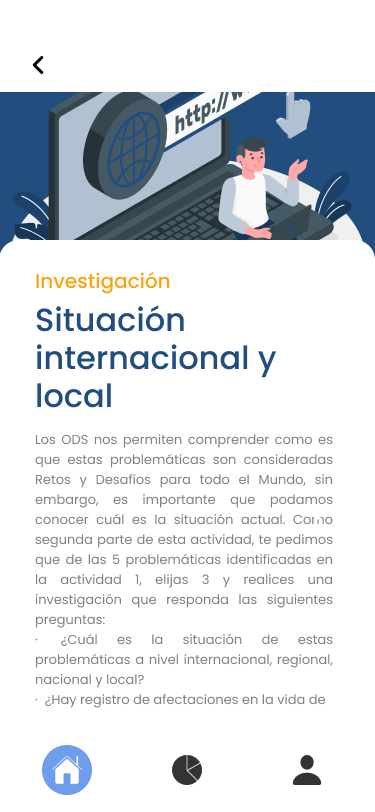 http://w
Investigación
Situación
internacional y
local
Los ODS nos permiten comprender como es
que estas problemáticas son consideradas
Retos y Desafíos para todo el Mundo, sin
embargo, es importante que podamos
conocer cuál es la situación actual. Como
segunda parte de esta actividad, te pedimos
que de las 5 problemáticas identificadas en
la actividad 1, elijas 3 y realices una
investigación que responda las siguientes
preguntas:
· ¿Cuál es la situación de estas
problemáticas a nivel internacional, regional,
nacional y local?
· ¿Hay registro de afectaciones en la vida de